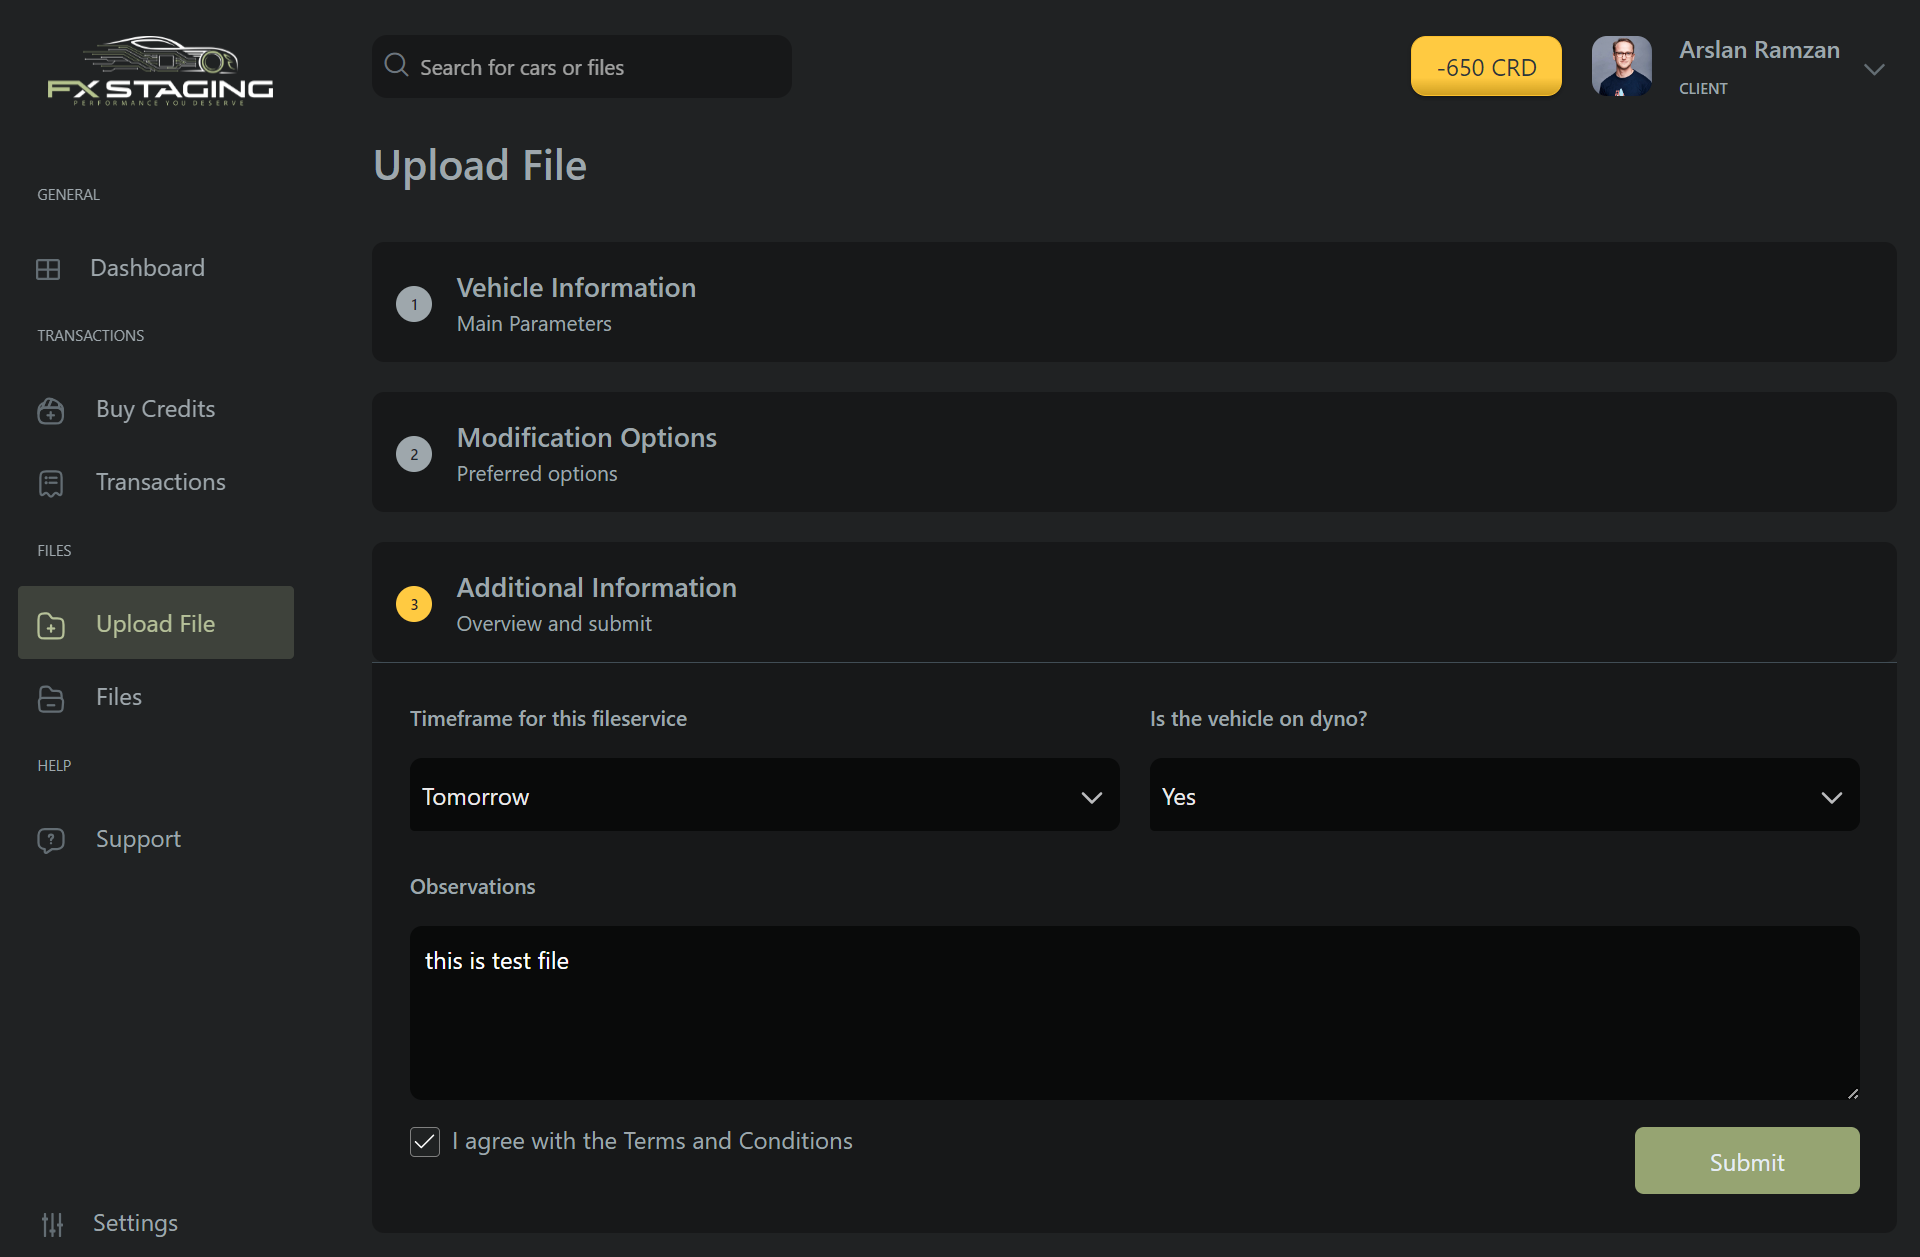 FX STAGING
PERFORMANCE YOU DESERVE
Search for cars or files
-650 CRD
Arslan Ramzan
CLIENT
GENERAL
Dashboard
TRANSACTIONS
Buy Credits
Transactions
FILES
Upload File
Files
HELP
Support
Settings
Upload File
1
Vehicle Information
Main Parameters
2
Modification Options
Preferred options
3
Additional Information
Overview and submit
Timeframe for this fileservice
Tomorrow
Is the vehicle on dyno?
Yes
Observations
this is test file
I agree with the Terms and Conditions
Submit